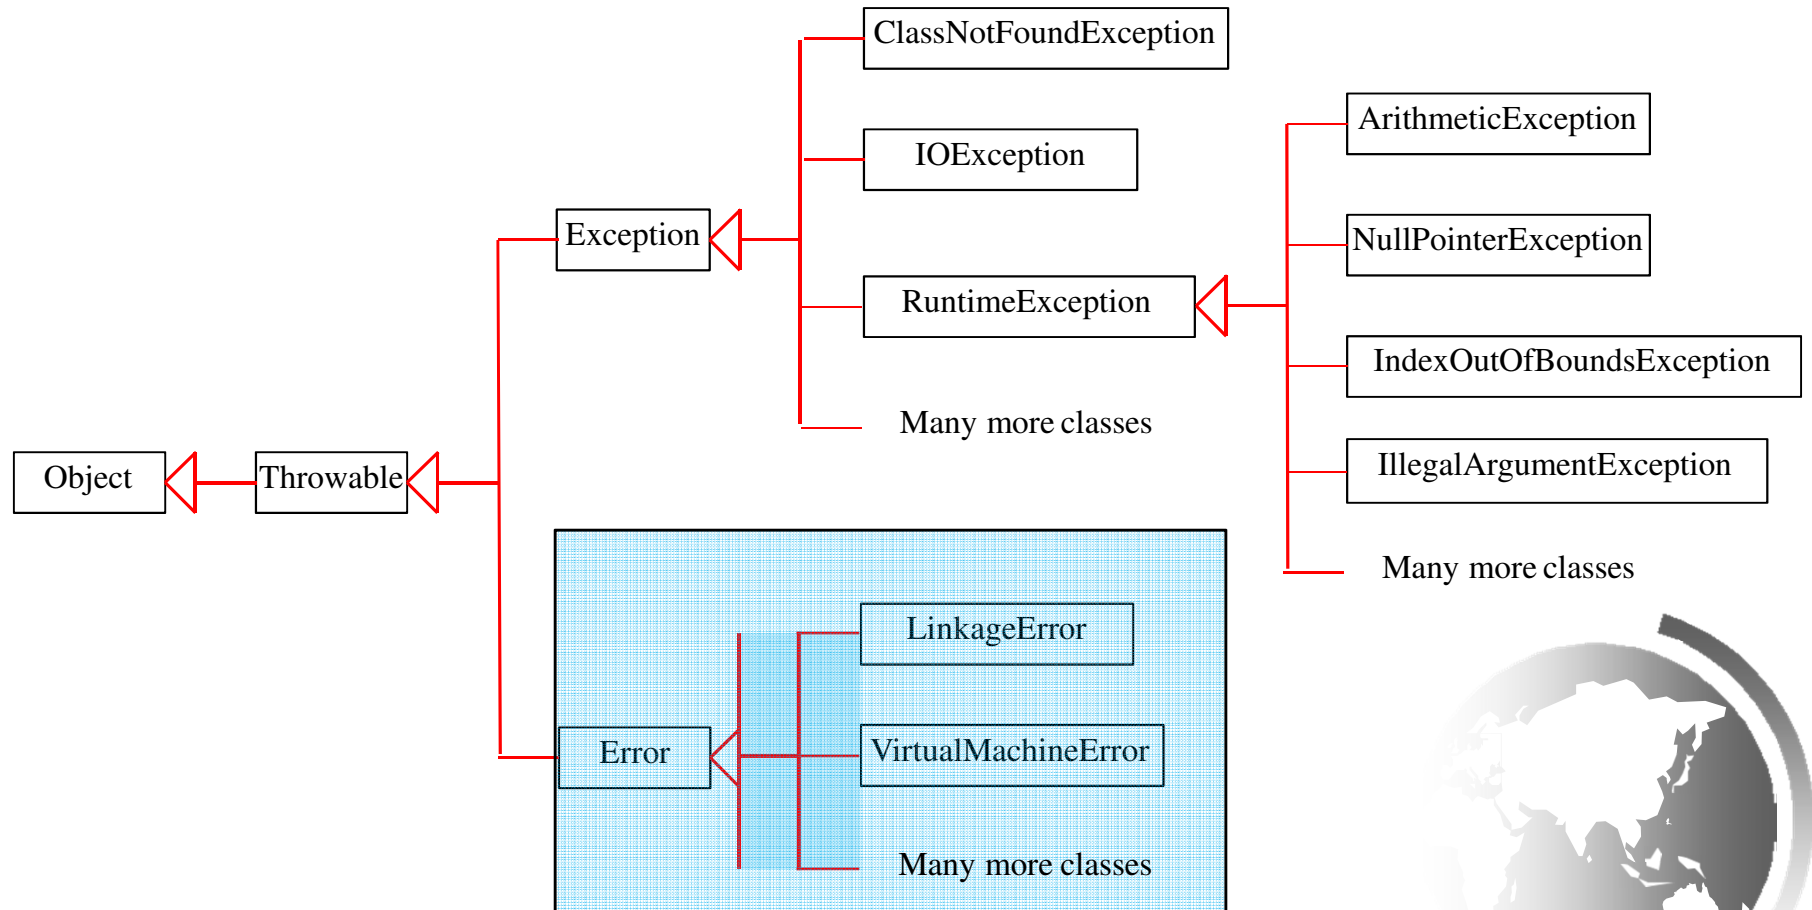 ClassNotFoundException
ArithmeticException
IOException
NullPointerException
Exception
RuntimeException
IndexOutOfBoundsException
Many more classes
IllegalArgumentException
Object
Throwable
Many more classes
LinkageError
Error
VirtualMachineError
Many more classes